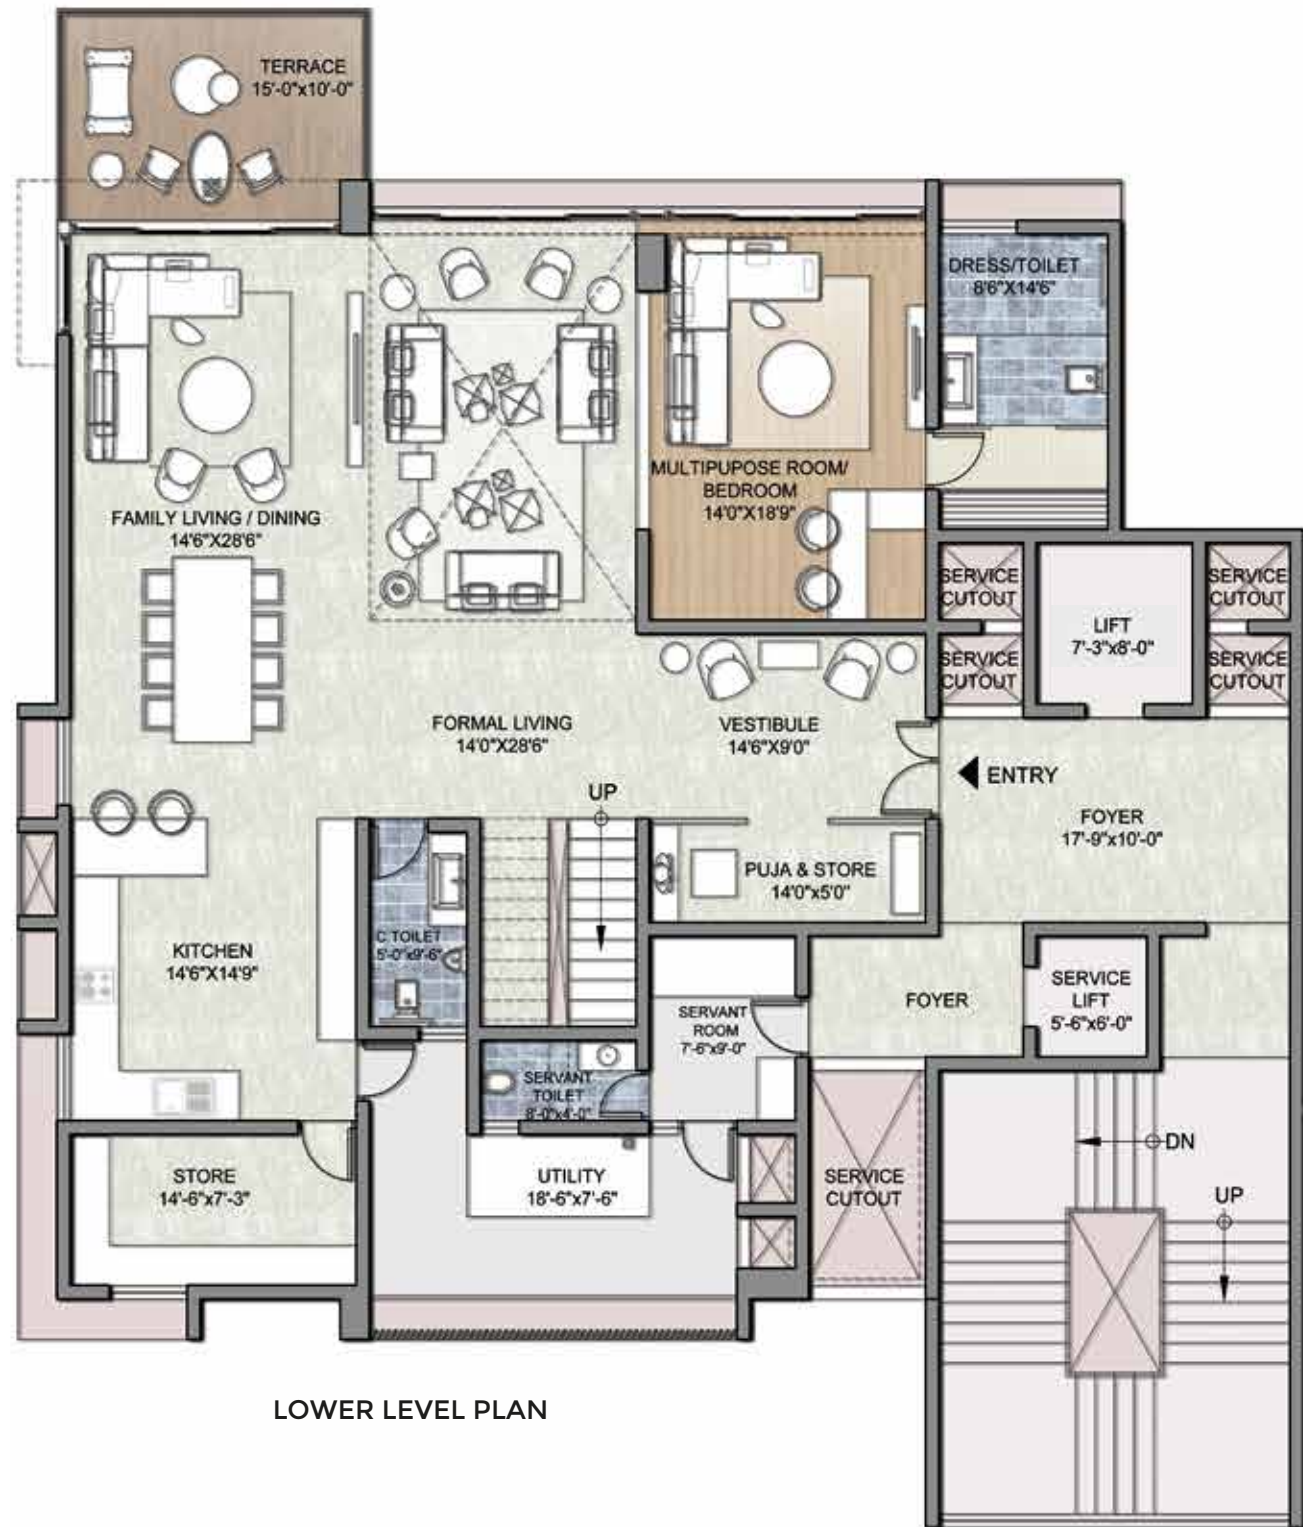 TERRACE
15'-0"x10'-0"
DRESS/TOILET
8'6"X14'6"
MULTIPUPOSE ROOM/
BEDROOM
14'0"X18'9"
FAMILY LIVING / DINING
14'6"X28'6"
SERVICE
CUTOUT
SERVICE
CUTOUT
LIFT
7'-3"x8'-0"
SERVICE
CUTOUT
SERVICE
CUTOUT
FORMAL LIVING
14'0"X28'6"
VESTIBULE
14'6"X9'0"
ENTRY
UP
FOYER
17'-9"x10'-0"
PUJA & STORE
14'0"x5'0"
C TOILET
5'-0"x9'-6"
KITCHEN
14'6"X14'9"
FOYER
SERVICE
LIFT
5'-6"x6'-0"
SERVANT
ROOM
7'-6"x9'-0"
SERVANT
TOILET
8'-0"x4'-0"
DN
STORE
14'-6"x7'-3"
UTILITY
18'-6"x7'-6"
SERVICE
CUTOUT
UP
LOWER LEVEL PLAN